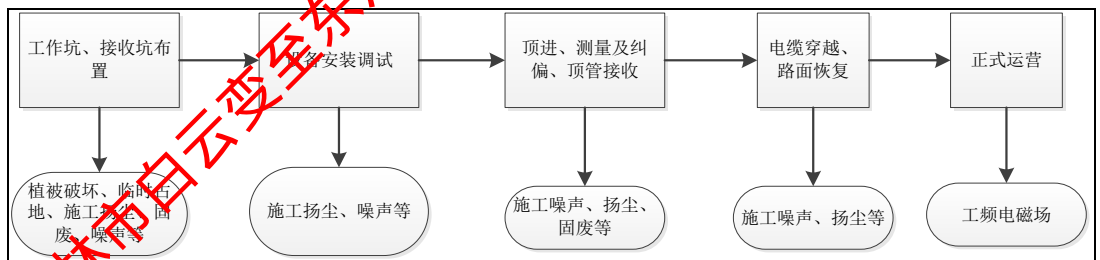 工作坑、接收坑布
置
设备安装调试
顶进、测量及纠
偏、顶管接收
电缆穿越、
路面恢复
正式运营
植被破坏、临时占
地、施工扬尘、固
废、噪声等
施工扬尘、噪声等
施工噪声、扬尘、
固废等
施工噪声、扬尘等
工频电磁场
林市白云变至东